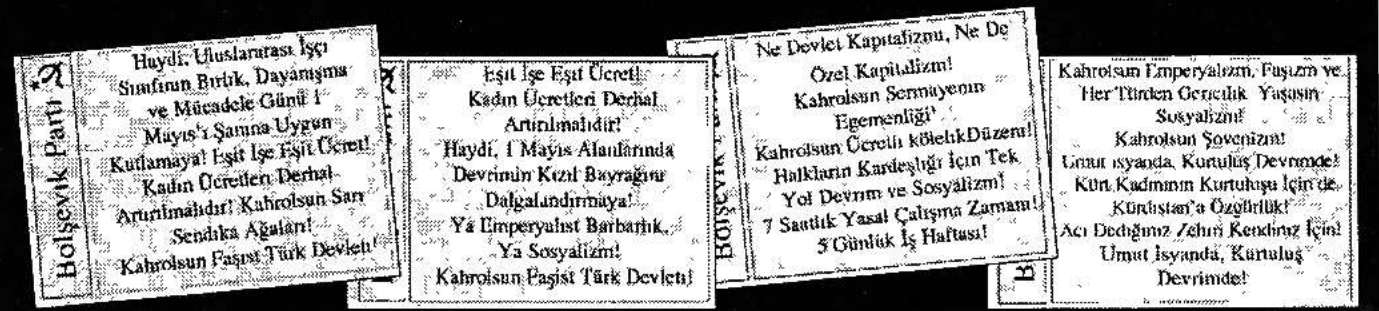 Bolşevik Parti
Haydi, Uluslararası İşçi
Sınıfının Birlik, Dayanışma
ve Mücadele Günü 1
Mayıs'ı Şanına Uygun
Kutlamaya! Eşit İşe Eşit Ücret!
Kadın Ücretleri Derhal
Artırılmalıdır! Kahrolsun Sarı
Sendika Ağaları!
Kahrolsun Faşist Türk Devleti!
Eşit İşe Eşit Ücret!
Kadın Ücretleri Derhal
Artırılmalıdır!
Haydi, 1 Mayıs Alanlarında
Devrimin Kızıl Bayrağını
Dalgalandırmaya!
Ya Emperyalist Barbarlık,
Ya Sosyalizm!
Kahrolsun Faşist Türk Devleti!
Bolşevik
Ne Devlet Kapitalizmi, Ne De
Özel Kapitalizm!
Kahrolsun Sermayenin
Egemenliği!
Kahrolsun Ücretli kölelikDüzeni!
Halkların Kardeşliği İçin Tek
Yol Devrim ve Sosyalizm!
7 Saatlik Yasal Çalışma Zamanı!
5 Günlük İş Haftası!
B
Kahrolsun Emperyalizm, Faşizm ve
Her Türden Gericilik Yaşasın
Sosyalizm!
Kahrolsun Şovenizm!
Umut isyanda, Kurtuluş Devrimde!
Kürt Kadınının Kurtuluşu İçin de
Kürdistan'a Özgürlük!
Acı Dediğimiz Zehiri Kendiniz İçin!
Umut İsyanda, Kurtuluş
Devrimde!